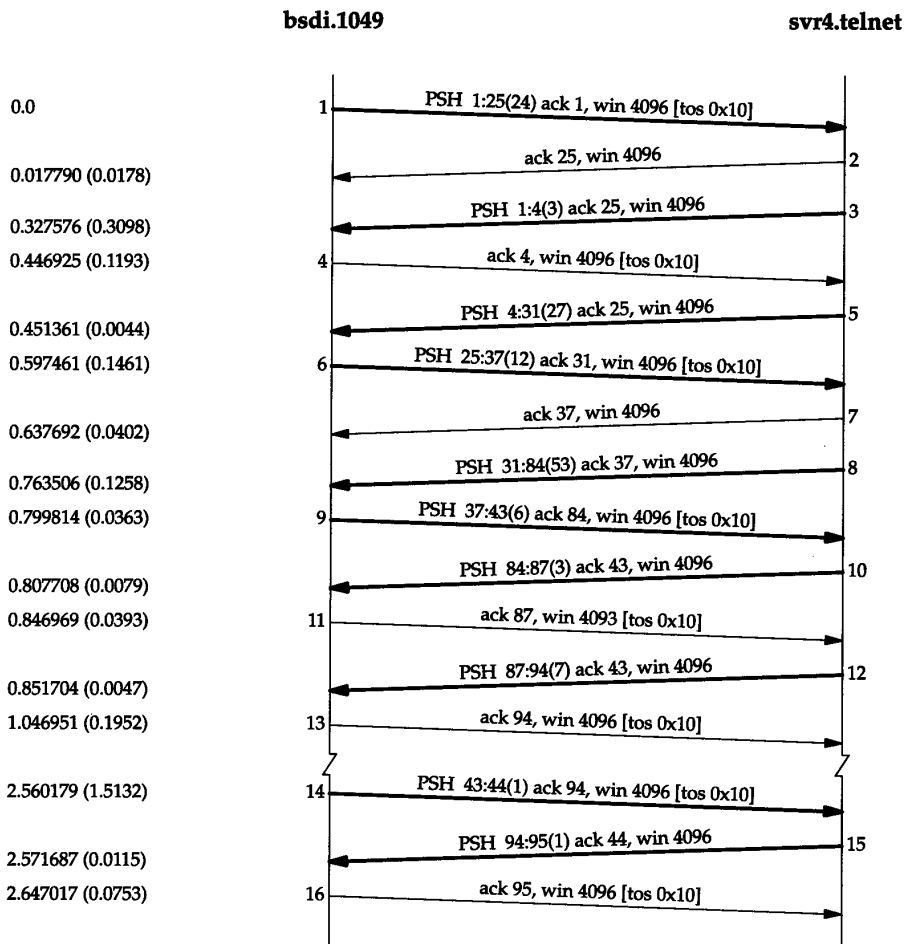 bsdi.1049 svr4.telnet
0.0 1 PSH 1:25(24) ack 1, win 4096 [tos 0x10]
ack 25, win 4096 2
0.017790 (0.0178)
PSH 1:4(3) ack 25, win 4096 3
0.327576 (0.3098)
0.446925 (0.1193) 4 ack 4, win 4096 [tos 0x10]
PSH 4:31(27) ack 25, win 4096 5
0.451361 (0.0044)
0.597461 (0.1461) 6 PSH 25:37(12) ack 31, win 4096 [tos 0x10]
ack 37, win 4096 7
0.637692 (0.0402)
PSH 31:84(53) ack 37, win 4096 8
0.763506 (0.1258)
0.799814 (0.0363) 9 PSH 37:43(6) ack 84, win 4096 [tos 0x10]
PSH 84:87(3) ack 43, win 4096 10
0.807708 (0.0079)
0.846969 (0.0393) 11 ack 87, win 4093 [tos 0x10]
PSH 87:94(7) ack 43, win 4096 12
0.851704 (0.0047)
1.046951 (0.1952) 13 ack 94, win 4096 [tos 0x10]
2.560179 (1.5132) 14 PSH 43:44(1) ack 94, win 4096 [tos 0x10]
PSH 94:95(1) ack 44, win 4096 15
2.571687 (0.0115)
2.647017 (0.0753) 16 ack 95, win 4096 [tos 0x10]